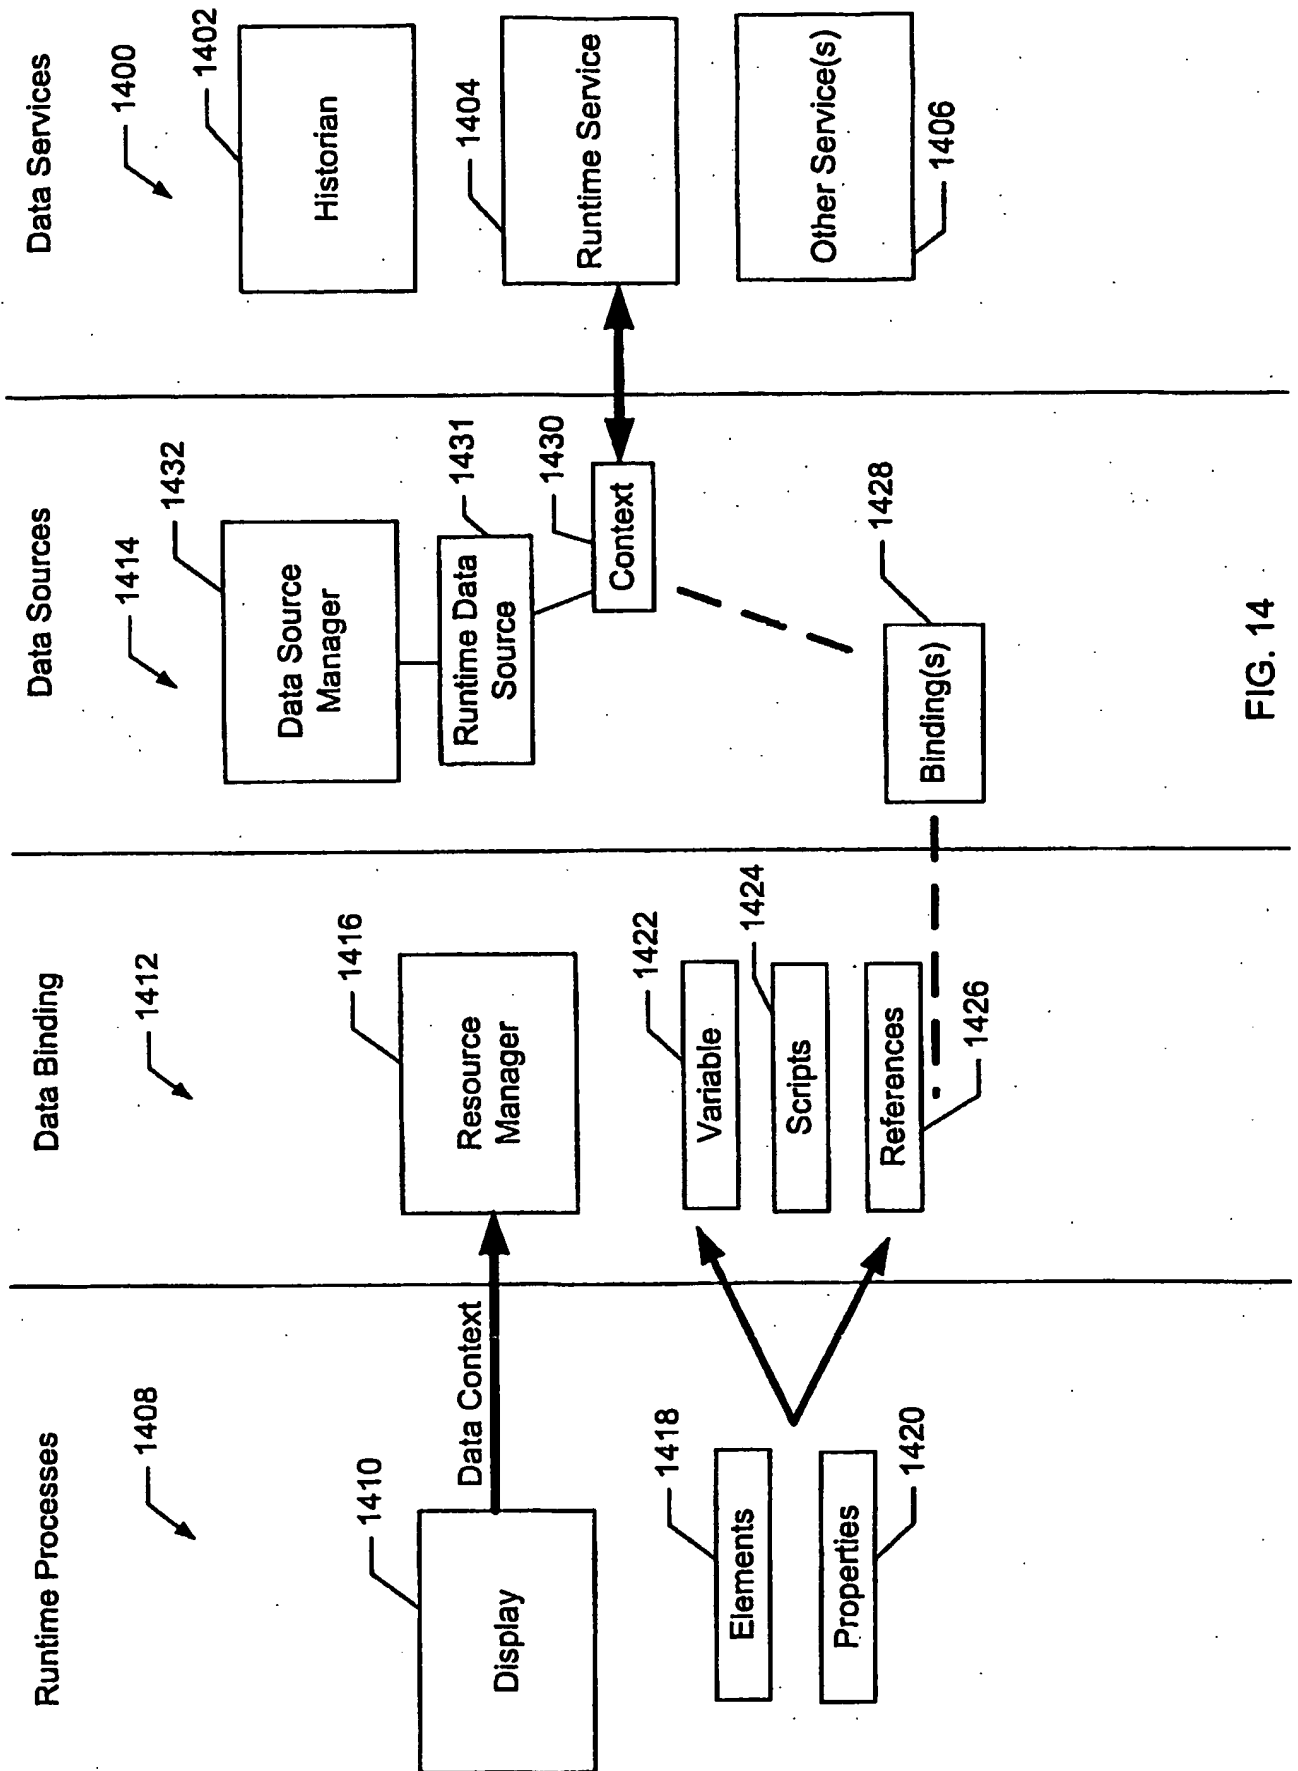 Runtime Processes
1408
1410
Display
Data Context
1418
Elements
Properties
1420
Data Binding
1412
1416
Resource
Manager
1422
Variable
1424
Scripts
References
1426
Data Sources
1414
1432
Data Source
Manager
1431
Runtime Data
Source
1430
Context
1428
Binding(s)
Data Services
1400
1402
Historian
1404
Runtime Service
Other Service(s)
1406
FIG. 14